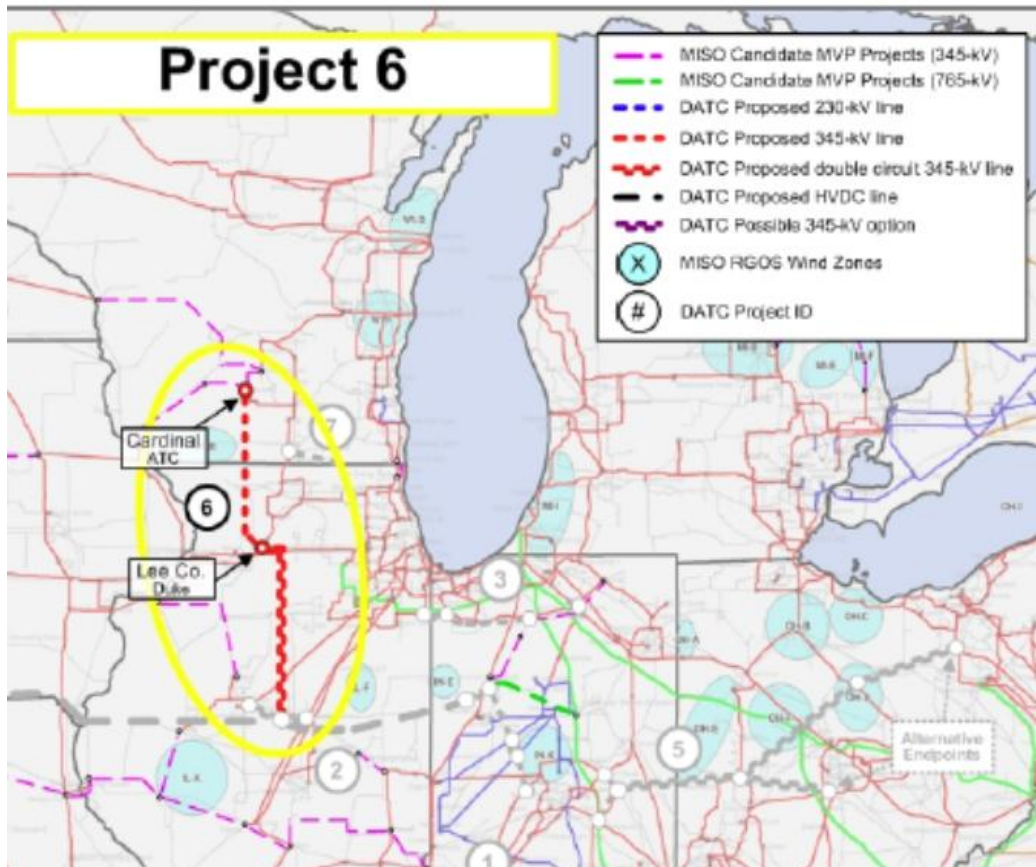 Project 6
MISO Candidate MVP Projects (345-kV)
MISO Candidate MVP Projects (765-kV)
DATC Proposed 230-kV line
DATC Proposed 345-kV line
DATC Proposed double circuit 345-kV line
DATC Proposed HVDC line
DATC Possible 345-kV option
X
MISO RGOS Wind Zones
#
DATC Project ID
Cardinal
ATC
7
6
Lee Co.
Duke
3
OH-C
OH-B
5
Alternative
Endpoints
IL-K
2
1